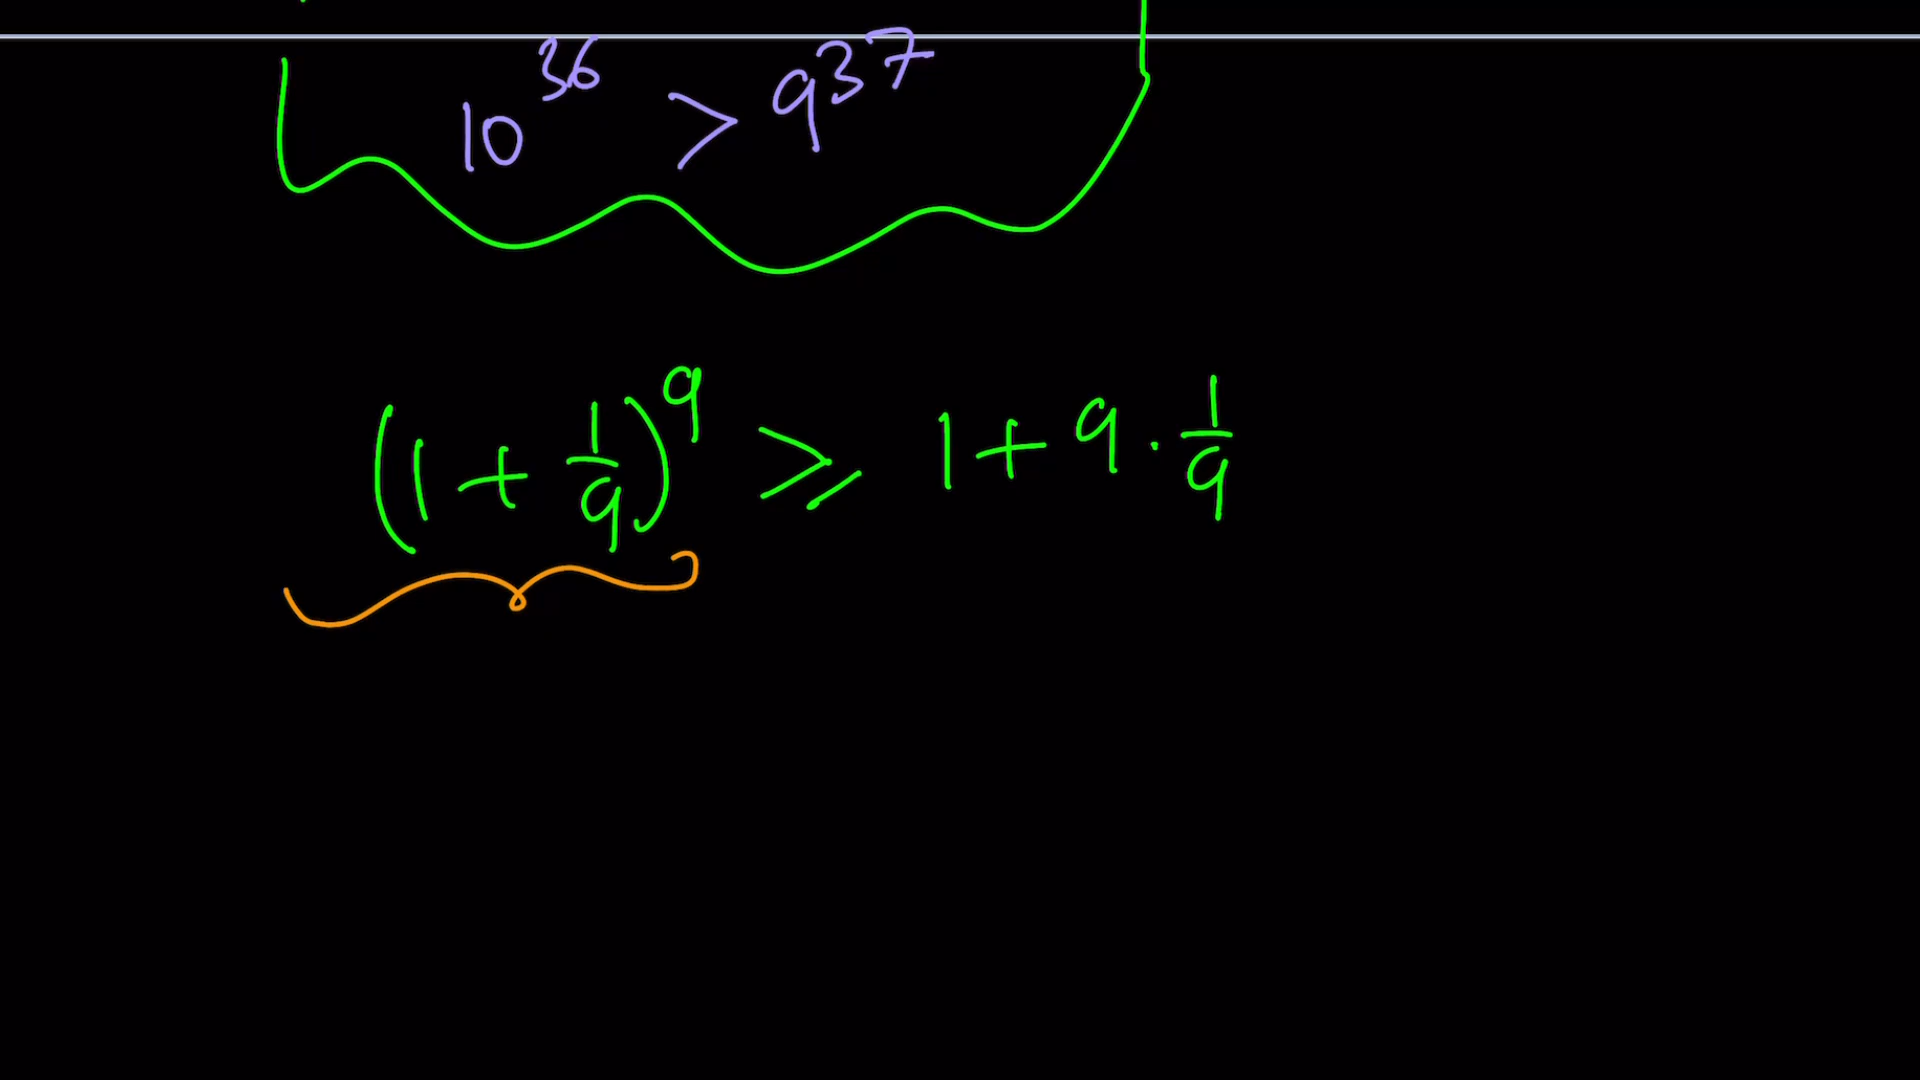 10^36 > 9^37
(1 + 1/9)^9 ≥ 1 + 9 · 1/9